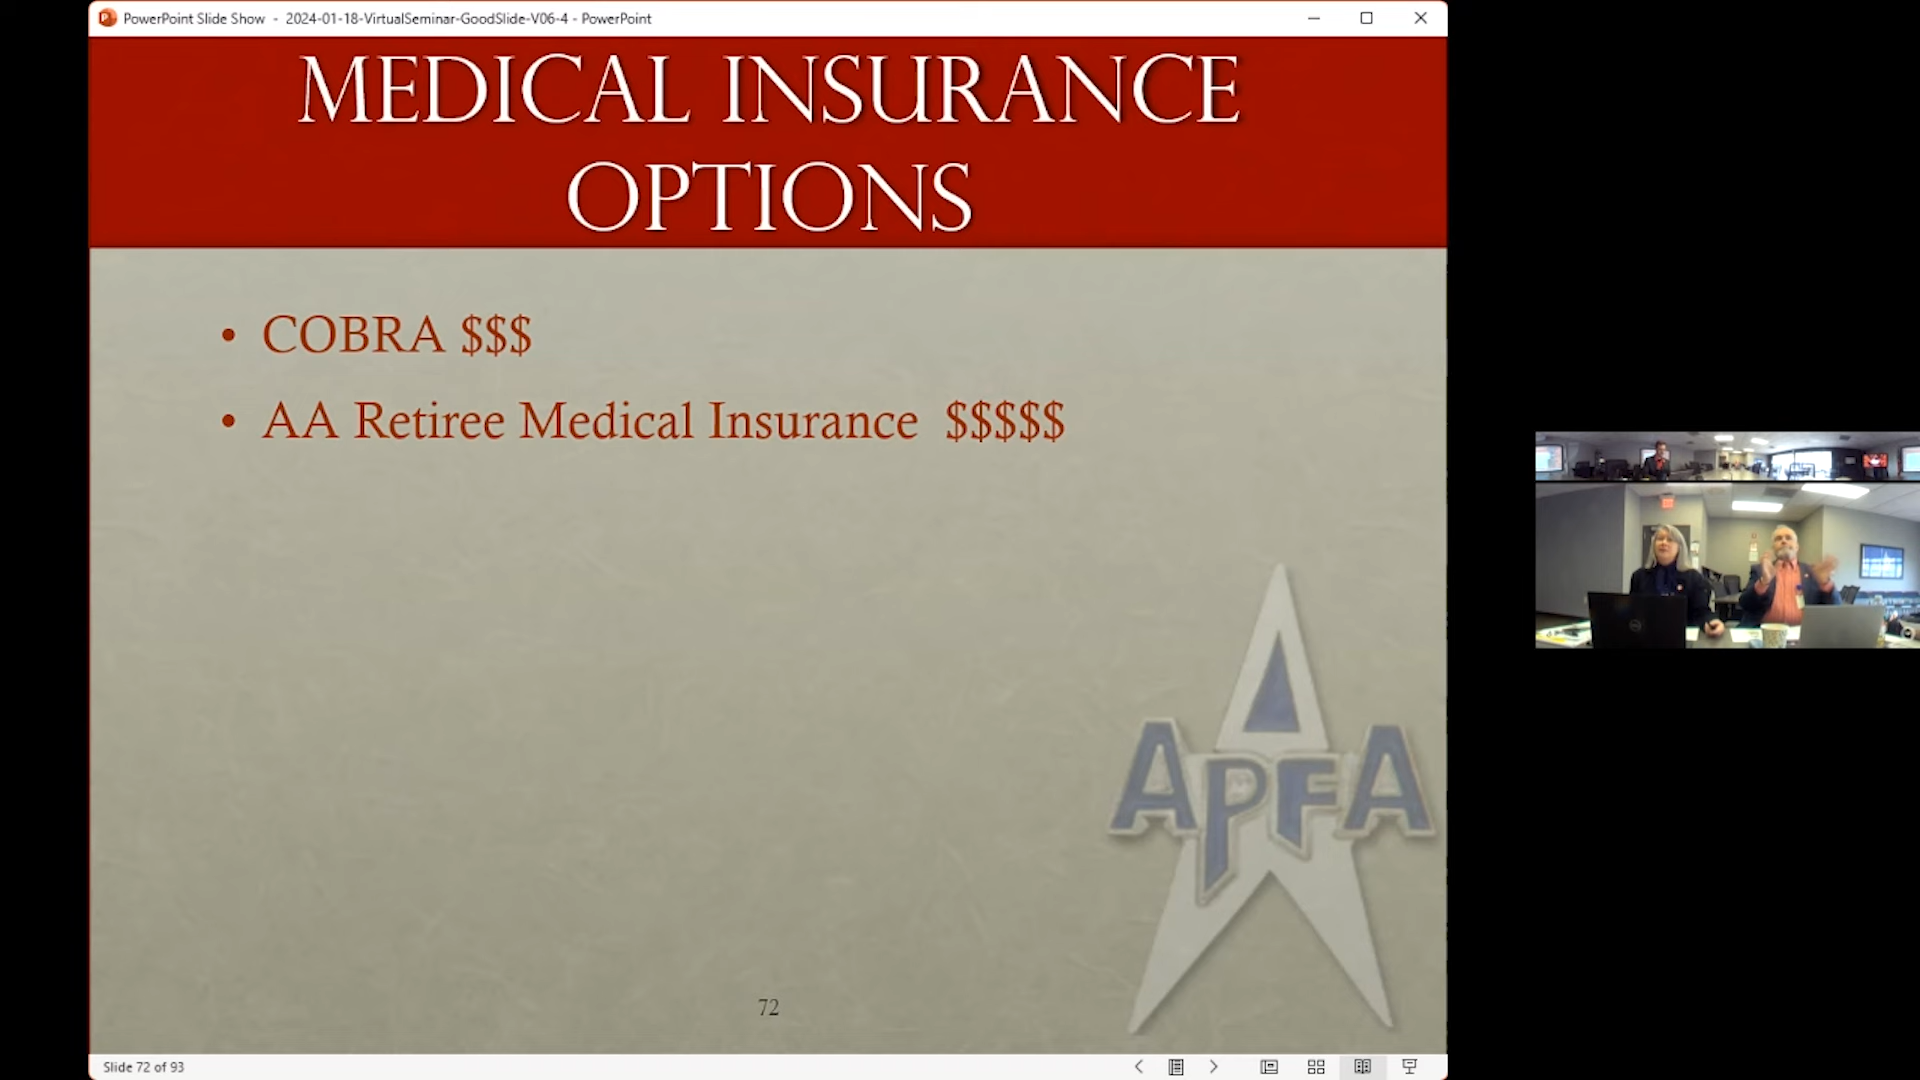 PowerPoint Slide Show - 2024-01-18-VirtualSeminar-GoodSlide-V06-4 - PowerPoint
MEDICAL INSURANCE
OPTIONS
• COBRA $$$
• AA Retiree Medical Insurance $$$$$
APFA
72
Slide 72 of 93